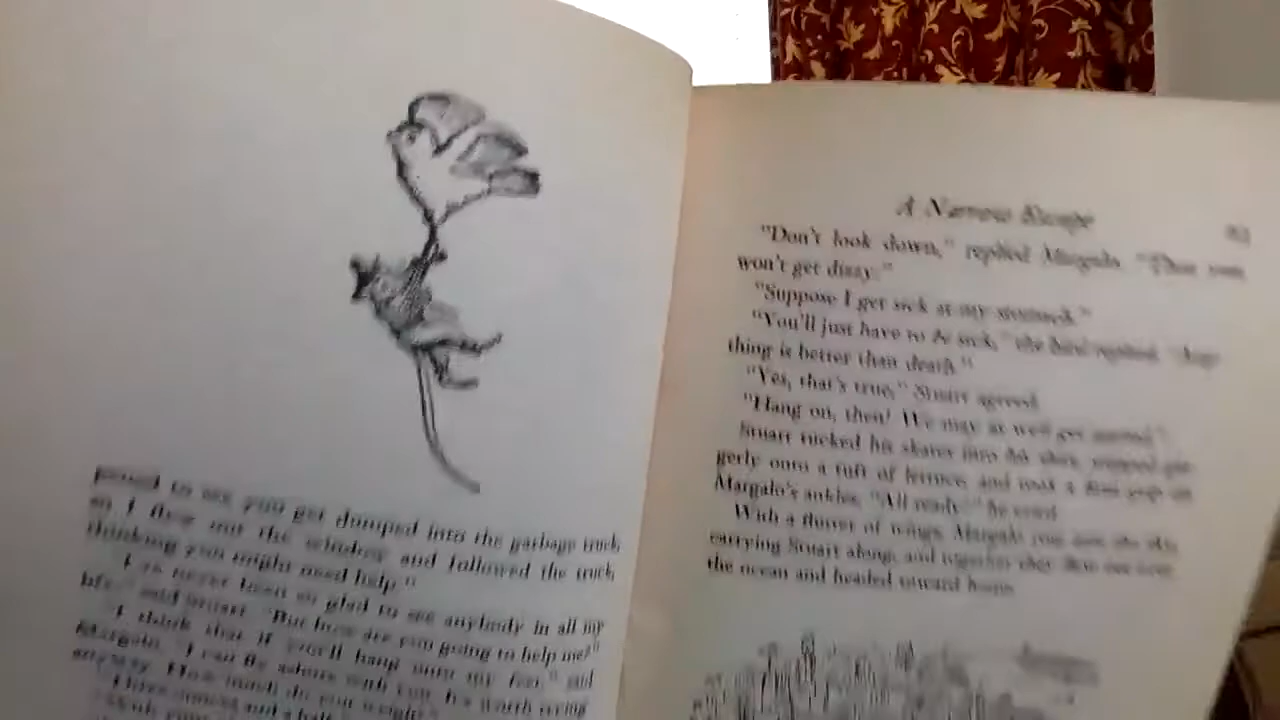 pened to see you get dumped into the garbage truck
so I flew out the window and followed the truck,
thinking you might need help."
"I've never been so glad to see anybody in all my
life," said Stuart. "But how are you going to help me?"
"I think that if you'll hang onto my feet," said
Margalo, "I can fly ashore with you. It's worth trying
anyway. How much do you weigh?"
"Three ounces and a half,"
A Narrow Escape
"Don't look down," replied Margalo. "Then you
won't get dizzy."
"Suppose I get sick at my stomach."
"You'll just have to be sick," the bird replied. "Any-
thing is better than death."
"Yes, that's true," Stuart agreed.
"Hang on, then! We may as well get started."
Stuart tucked his skates into his shirt, stepped gin-
gerly onto a tuft of lettuce, and took a firm grip on
Margalo's ankles. "All ready!" he cried.
With a flutter of wings, Margalo rose into the sky,
carrying Stuart along, and together they flew out over
the ocean and headed toward home.